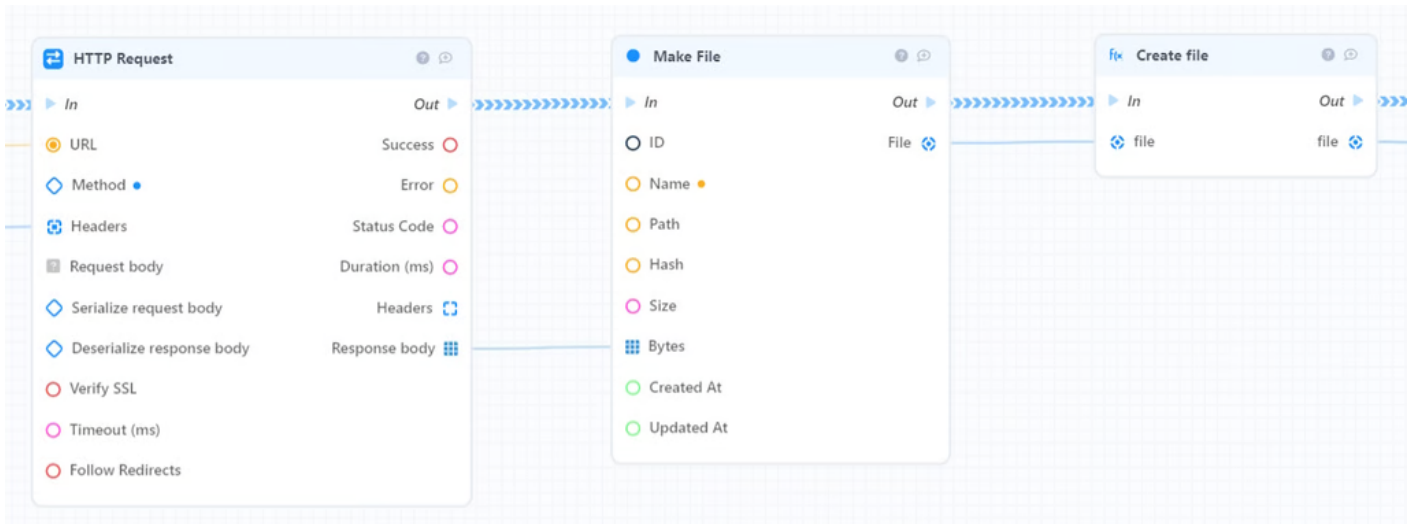 HTTP Request
In
Out
URL
Success
Method
Error
Headers
Status Code
Request body
Duration (ms)
Serialize request body
Headers
Deserialize response body
Response body
Verify SSL
Timeout (ms)
Follow Redirects
Make File
In
Out
ID
File
Name
Path
Hash
Size
Bytes
Created At
Updated At
Create file
In
Out
file
file